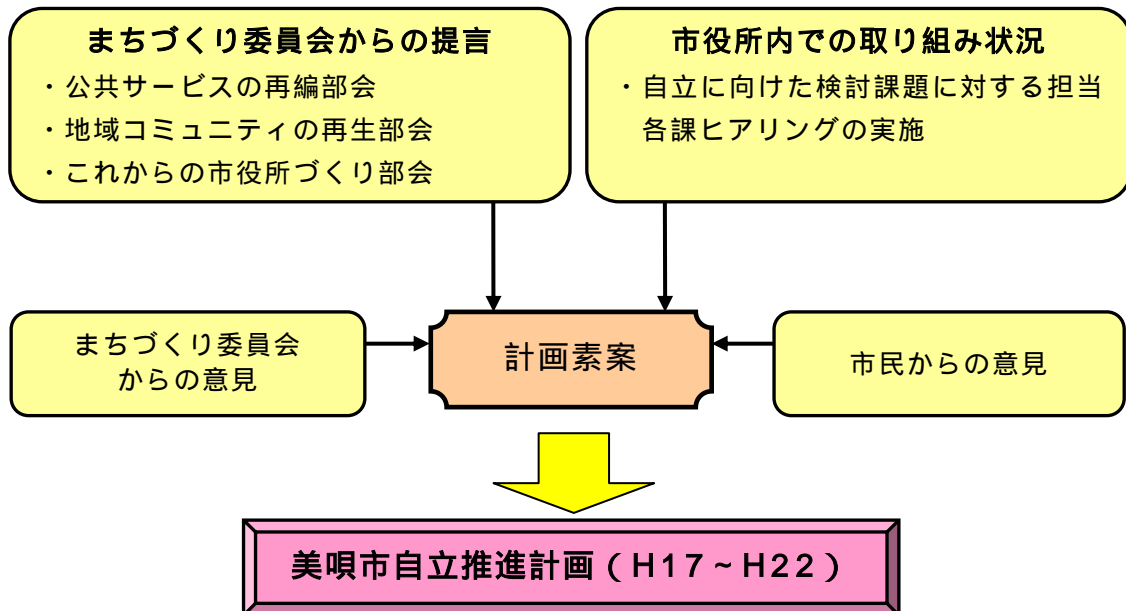 まちづくり委員会からの提言
・公共サービスの再編部会
・地域コミュニティの再生部会
・これからの市役所づくり部会
市役所内での取り組み状況
・自立に向けた検討課題に対する担当
各課ヒアリングの実施
まちづくり委員会
からの意見
計画素案
市民からの意見
美唄市自立推進計画（H17～H22）